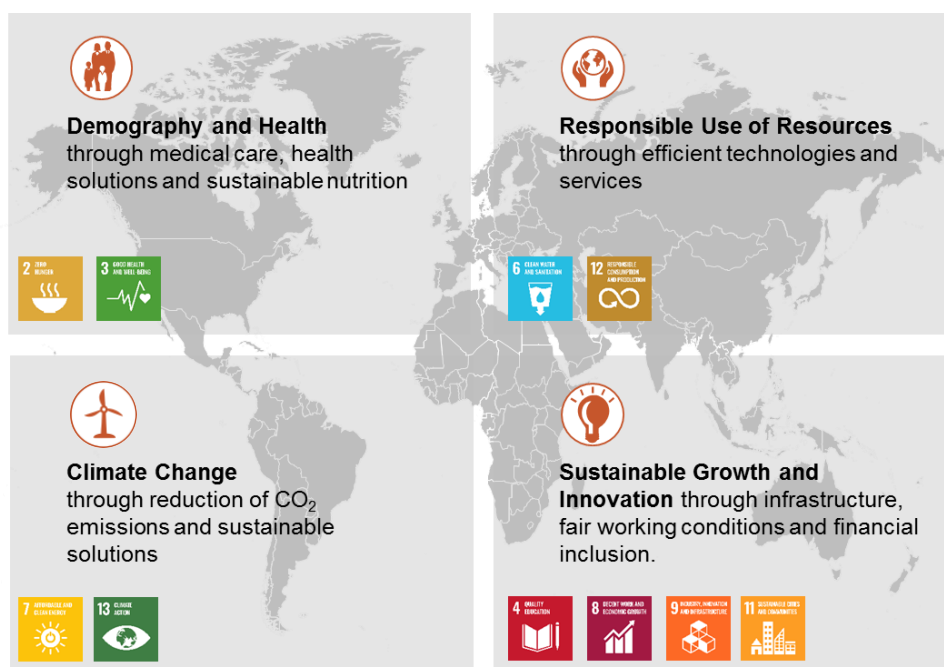 Demography and Health
through medical care, health
solutions and sustainable nutrition
2 ZERO
HUNGER
3 GOOD HEALTH
AND WELL-BEING
Responsible Use of Resources
through efficient technologies and
services
6 CLEAN WATER
AND SANITATION
12 RESPONSIBLE
CONSUMPTION
AND PRODUCTION
Climate Change
through reduction of CO₂
emissions and sustainable
solutions
7 AFFORDABLE AND
CLEAN ENERGY
13 CLIMATE
ACTION
Sustainable Growth and
Innovation through infrastructure,
fair working conditions and financial
inclusion.
4 QUALITY
EDUCATION
8 DECENT WORK AND
ECONOMIC GROWTH
9 INDUSTRY, INNOVATION
AND INFRASTRUCTURE
11 SUSTAINABLE CITIES
AND COMMUNITIES